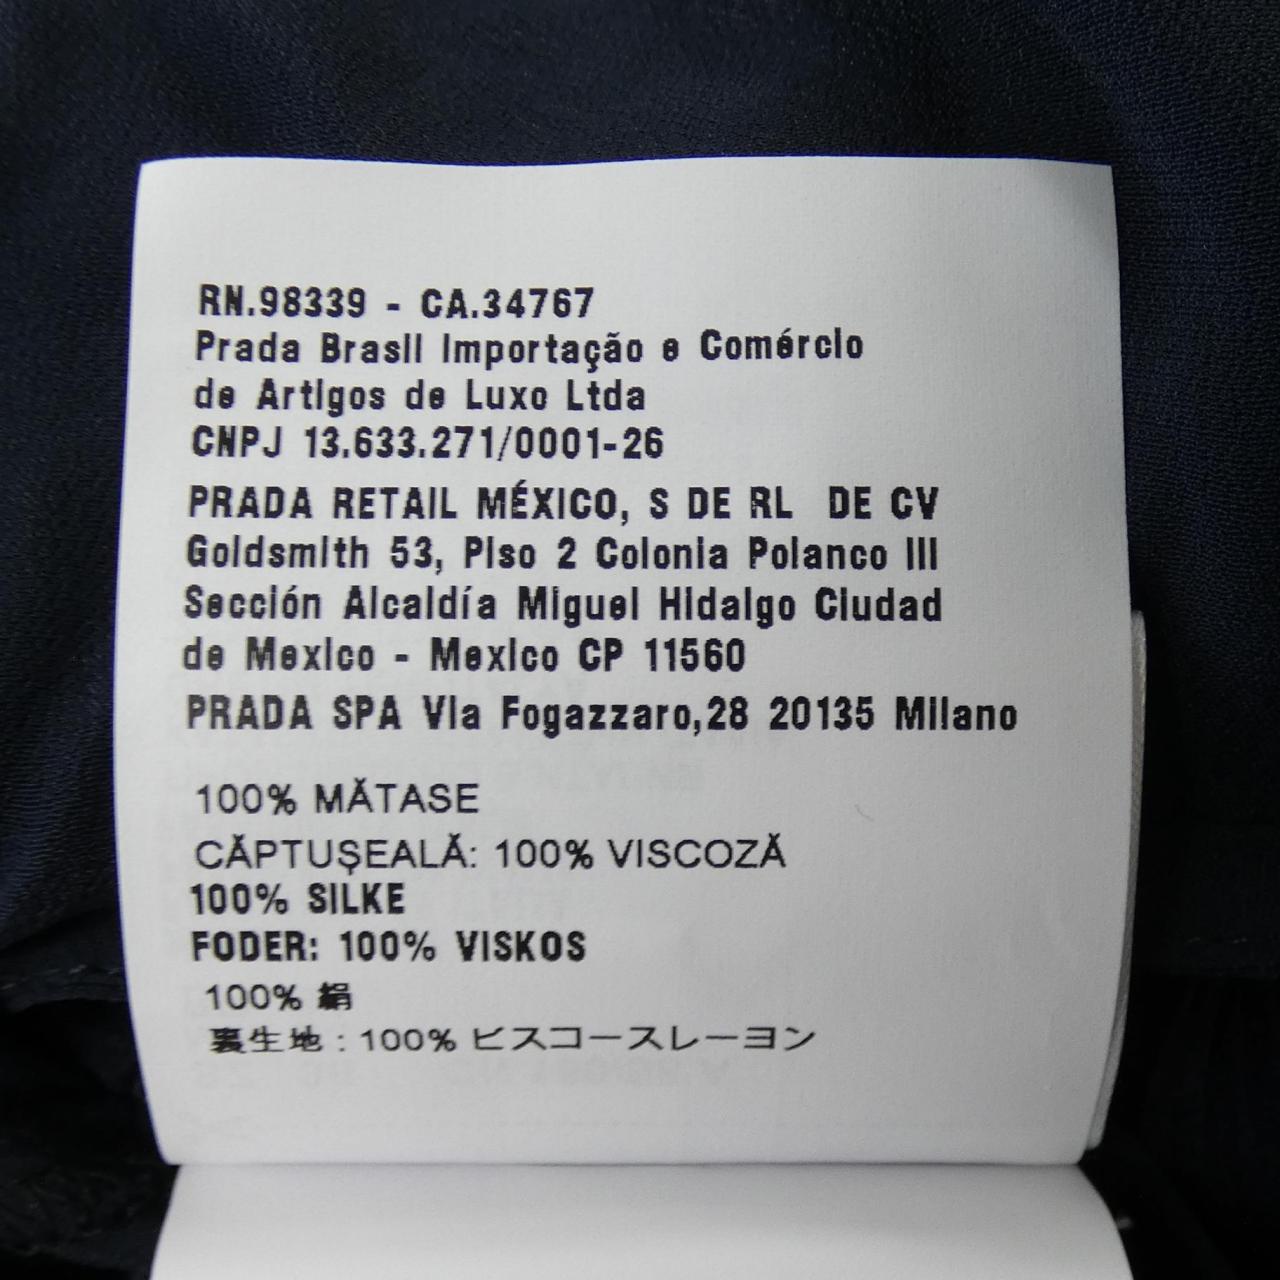 RN.98339 - CA.34767
Prada Brasil Importação e Comércio
de Artigos de Luxo Ltda
CNPJ 13.633.271/0001-26
PRADA RETAIL MÉXICO, S DE RL DE CV
Goldsmith 53, Piso 2 Colonia Polanco III
Sección Alcaldía Miguel Hidalgo Ciudad
de Mexico - Mexico CP 11560
PRADA SPA Via Fogazzaro,28 20135 Milano
100% MĂTASE
CĂPTUȘEALĂ: 100% VISCOZĂ
100% SILKE
FODER: 100% VISKOS
100% 絹
裏生地 : 100% ビスコースレーヨン